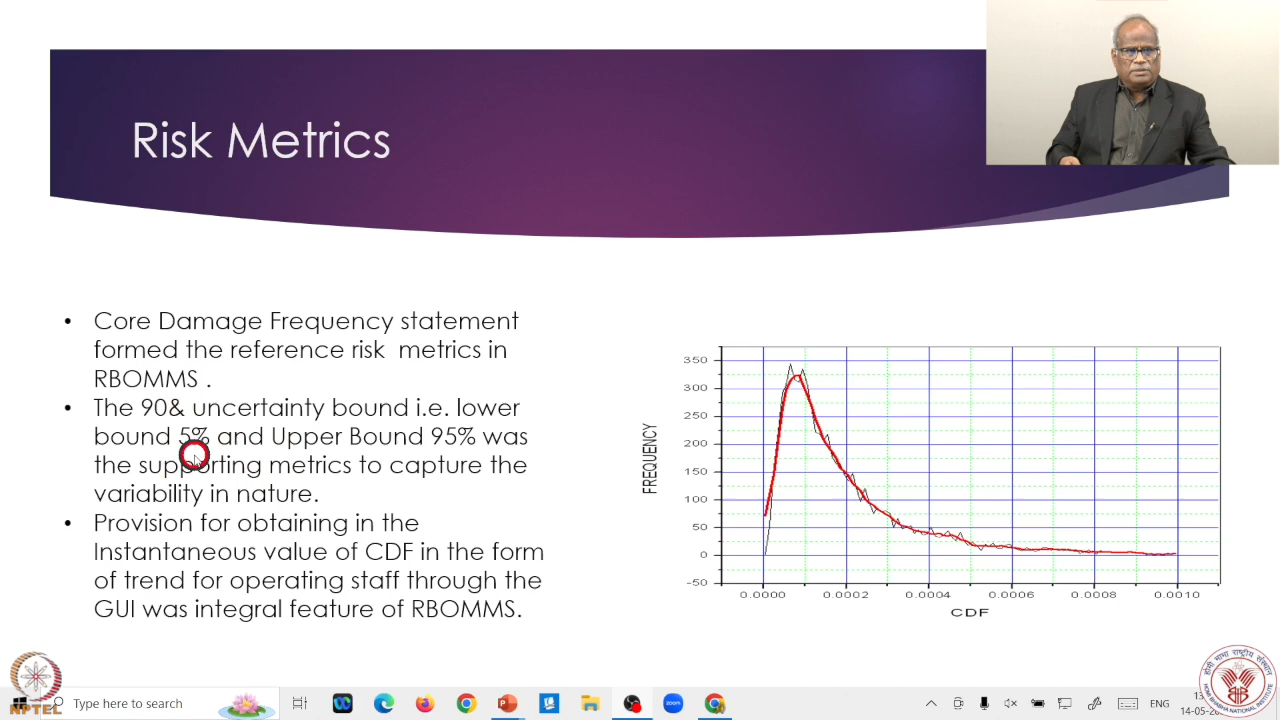 Risk Metrics
• Core Damage Frequency statement
formed the reference risk metrics in
RBOMMS .
• The 90& uncertainty bound i.e. lower
bound 5% and Upper Bound 95% was
the supporting metrics to capture the
variability in nature.
• Provision for obtaining in the
Instantaneous value of CDF in the form
of trend for operating staff through the
GUI was integral feature of RBOMMS.
FREQUENCY
350
300
250
200
150
100
50
0
-50
0.0000 0.0002 0.0004 0.0006 0.0008 0.0010
CDF
NPTEL
Type here to search
ENG